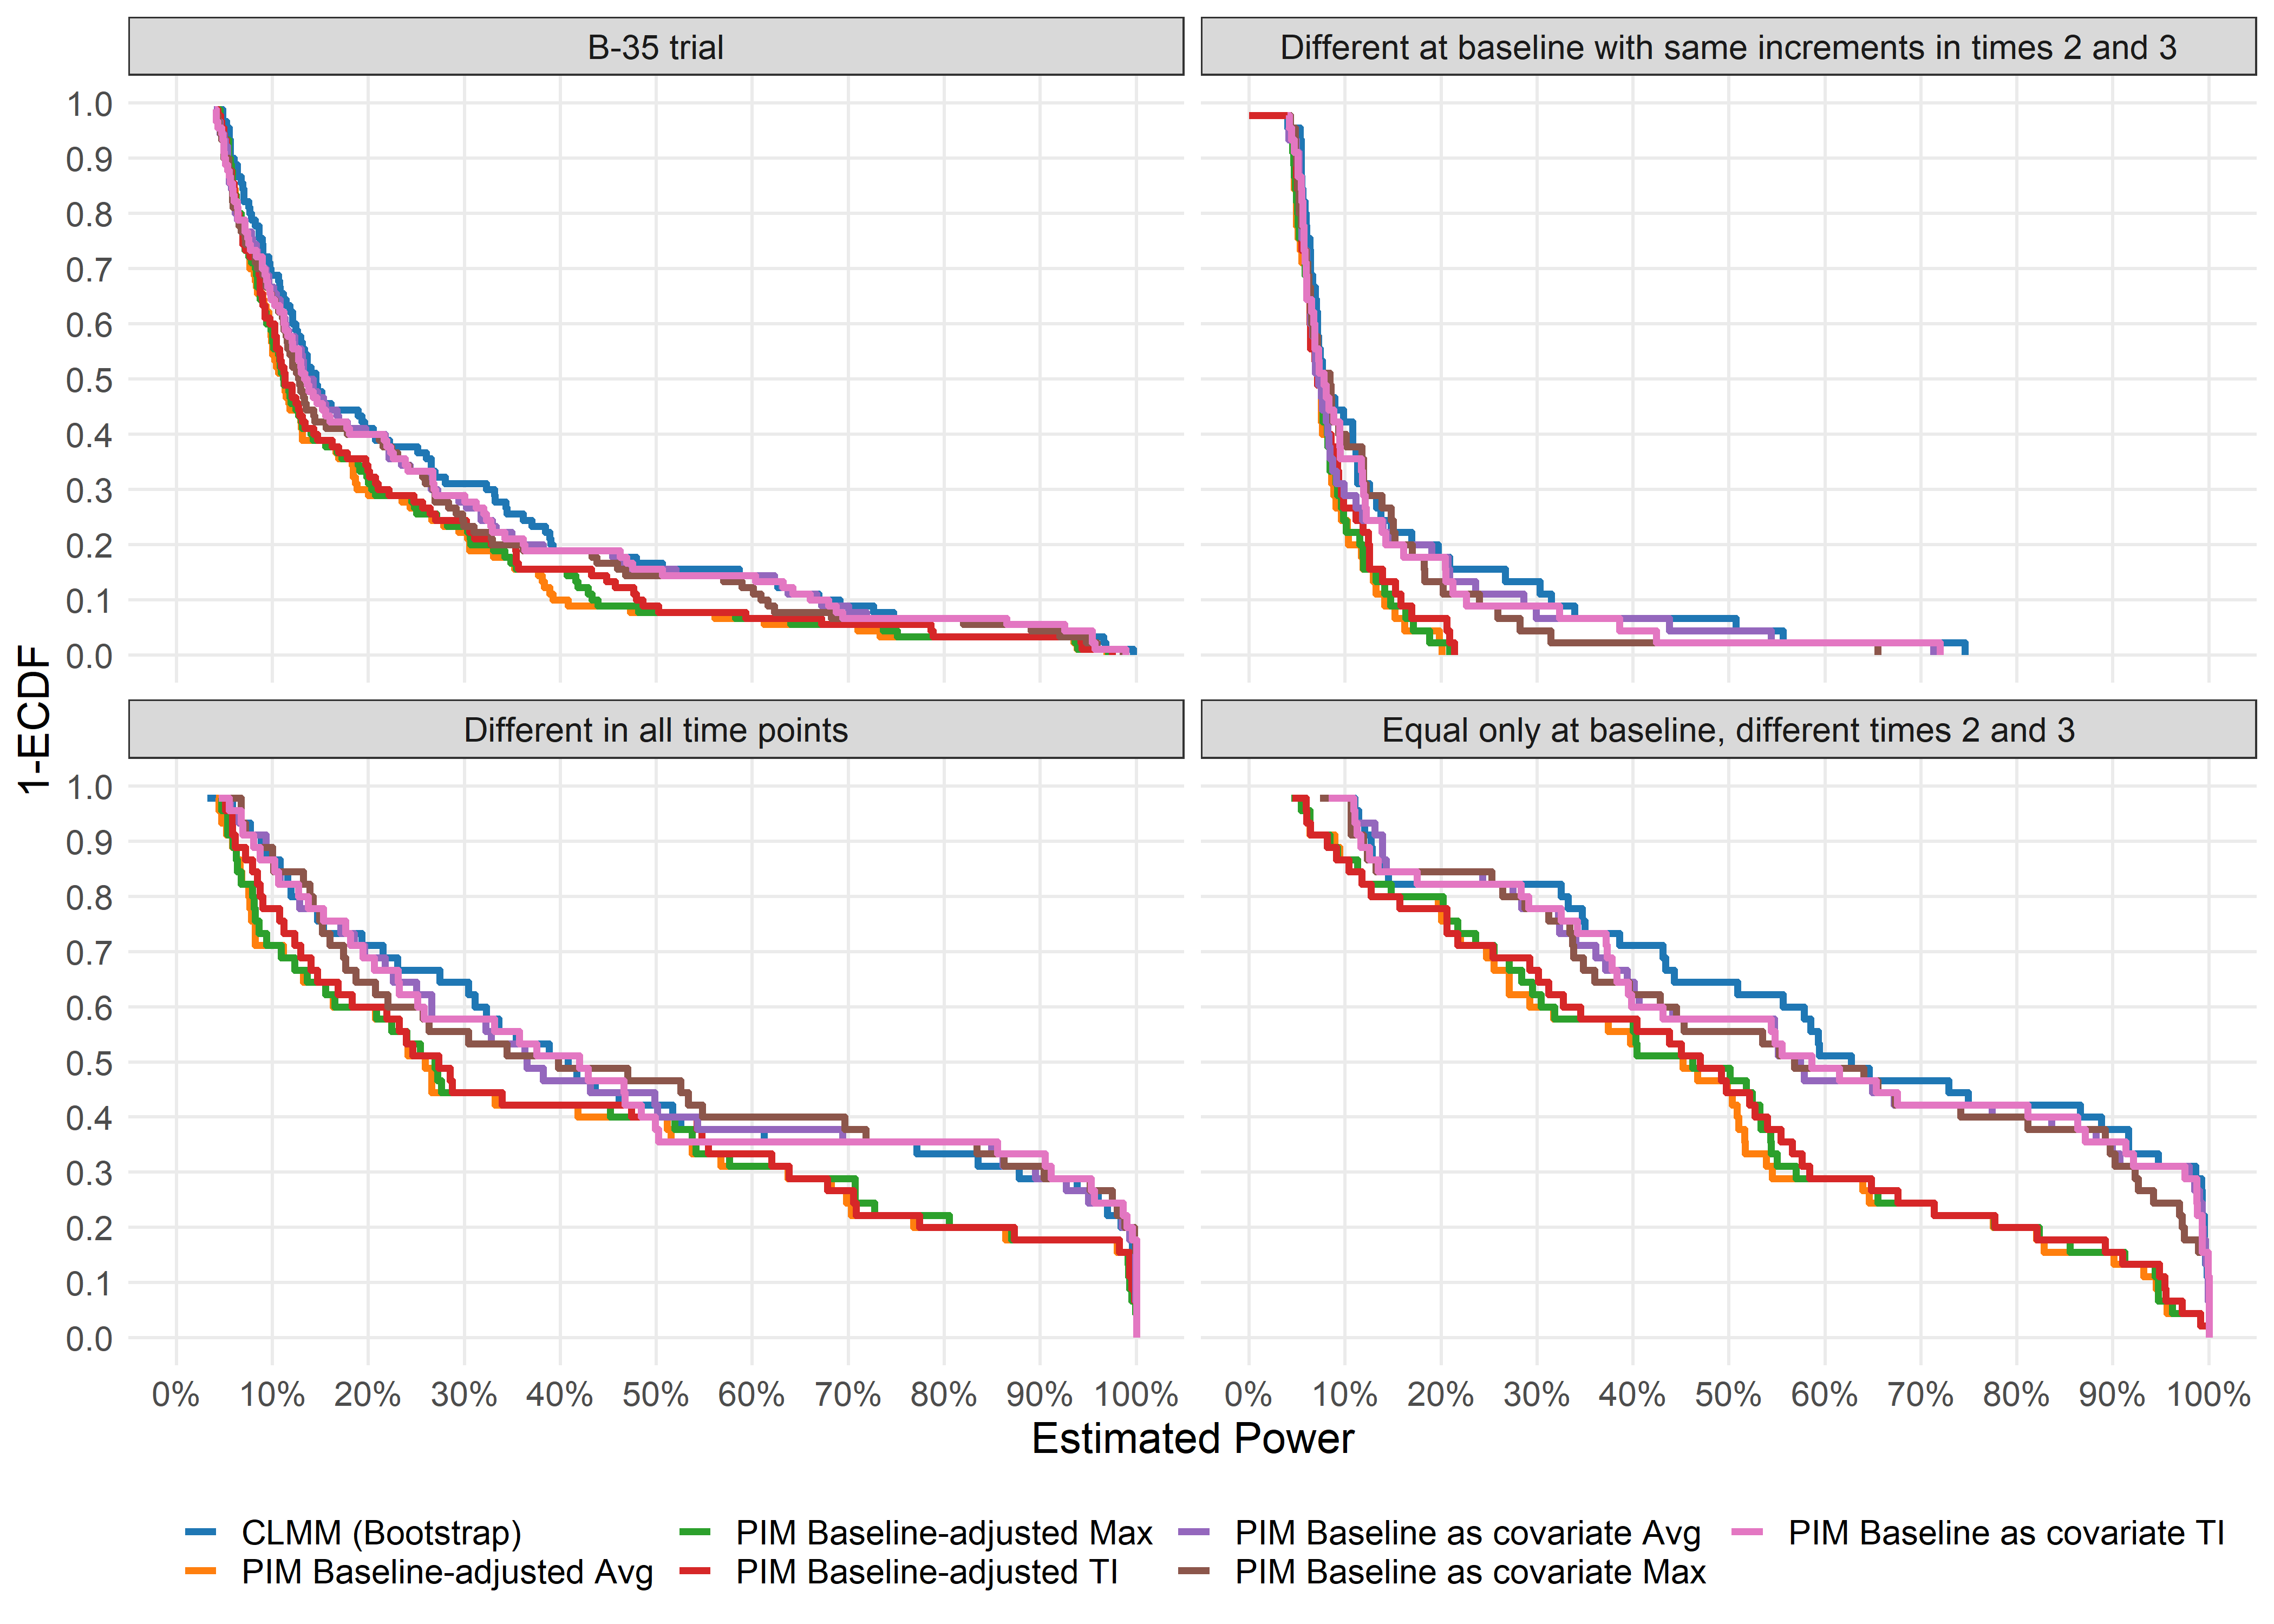 B-35 trial
Different at baseline with same increments in times 2 and 3
1.0
0.9
0.8
0.7
0.6
0.5
0.4
0.3
0.2
0.1
0.0
1-ECDF
Different in all time points
Equal only at baseline, different times 2 and 3
1.0
0.9
0.8
0.7
0.6
0.5
0.4
0.3
0.2
0.1
0.0
0% 10% 20% 30% 40% 50% 60% 70% 80% 90% 100%
0% 10% 20% 30% 40% 50% 60% 70% 80% 90% 100%
Estimated Power
CLMM (Bootstrap)
PIM Baseline-adjusted Avg
PIM Baseline-adjusted Max
PIM Baseline-adjusted TI
PIM Baseline as covariate Avg
PIM Baseline as covariate Max
PIM Baseline as covariate TI